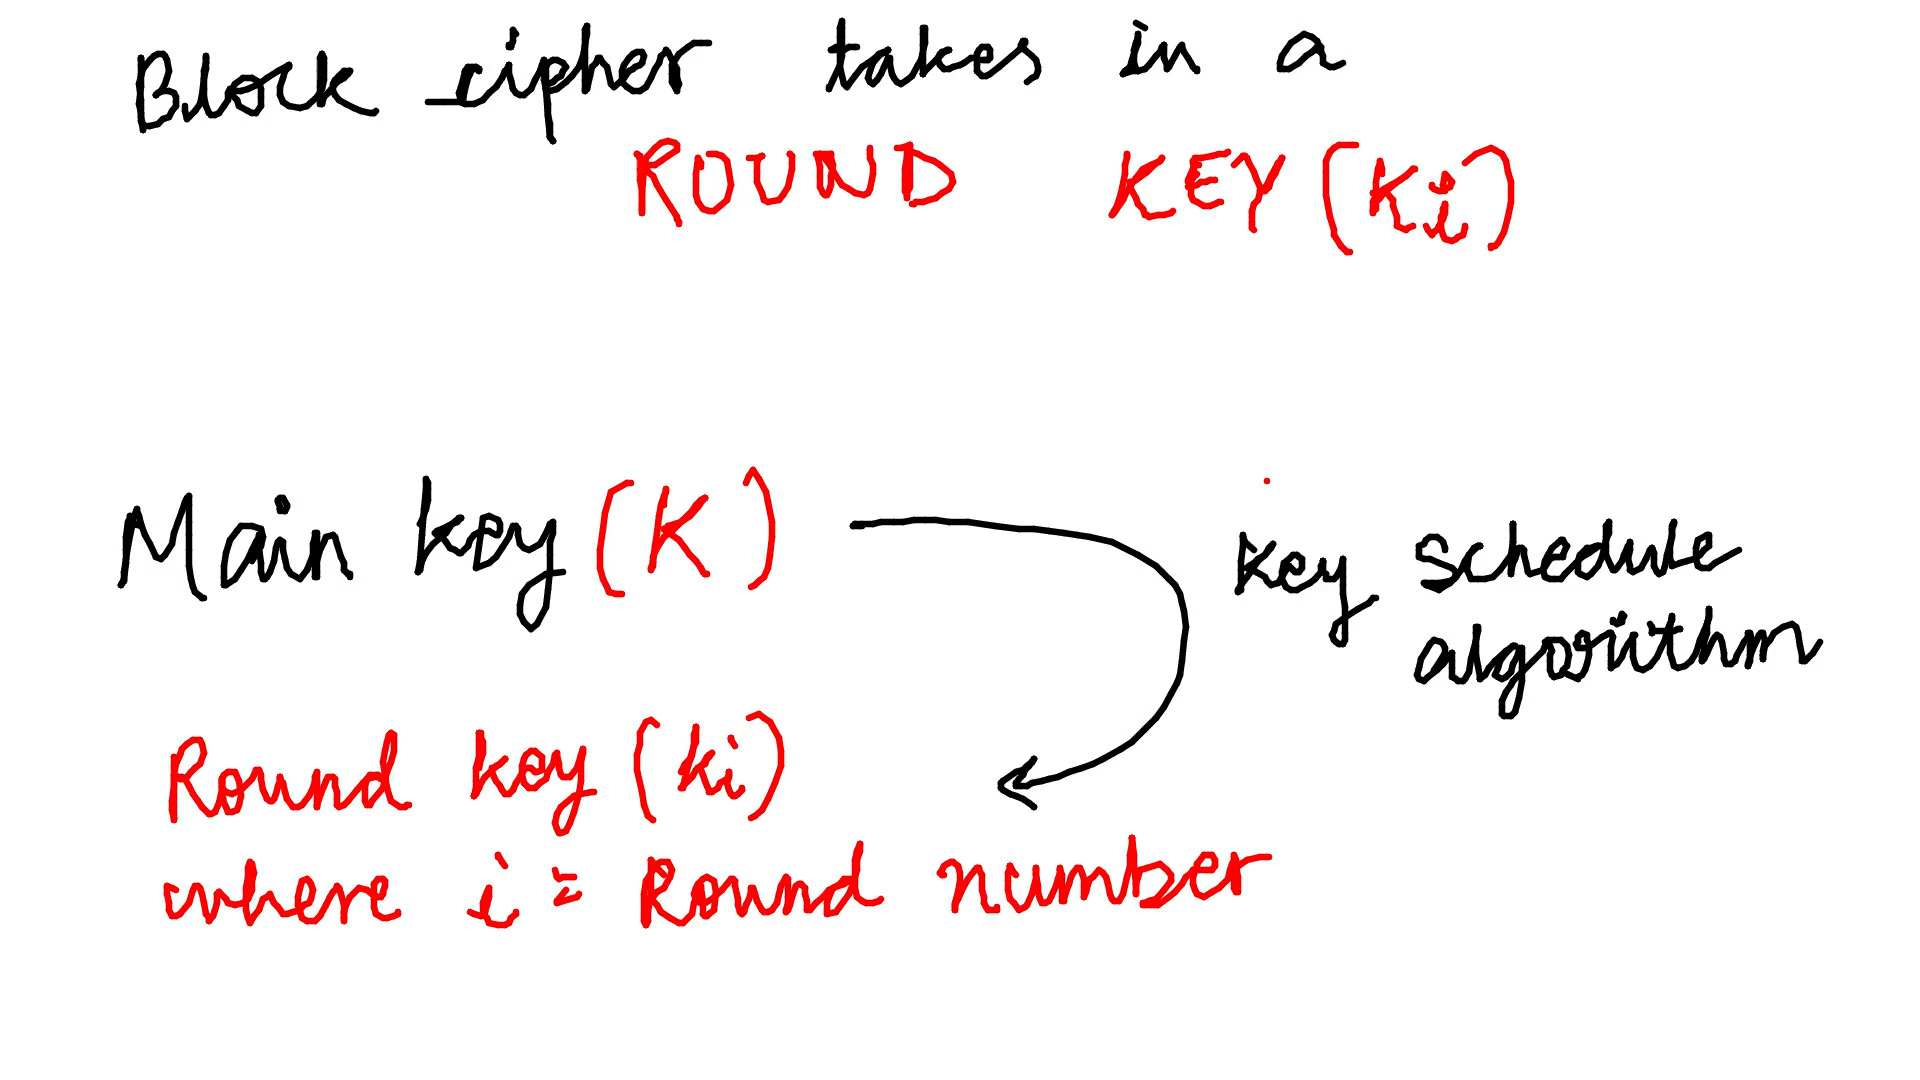 Block cipher takes in a
ROUND KEY (Ki)
Main key (K)
Key schedule
algorithm
Round key (ki)
where i = Round number